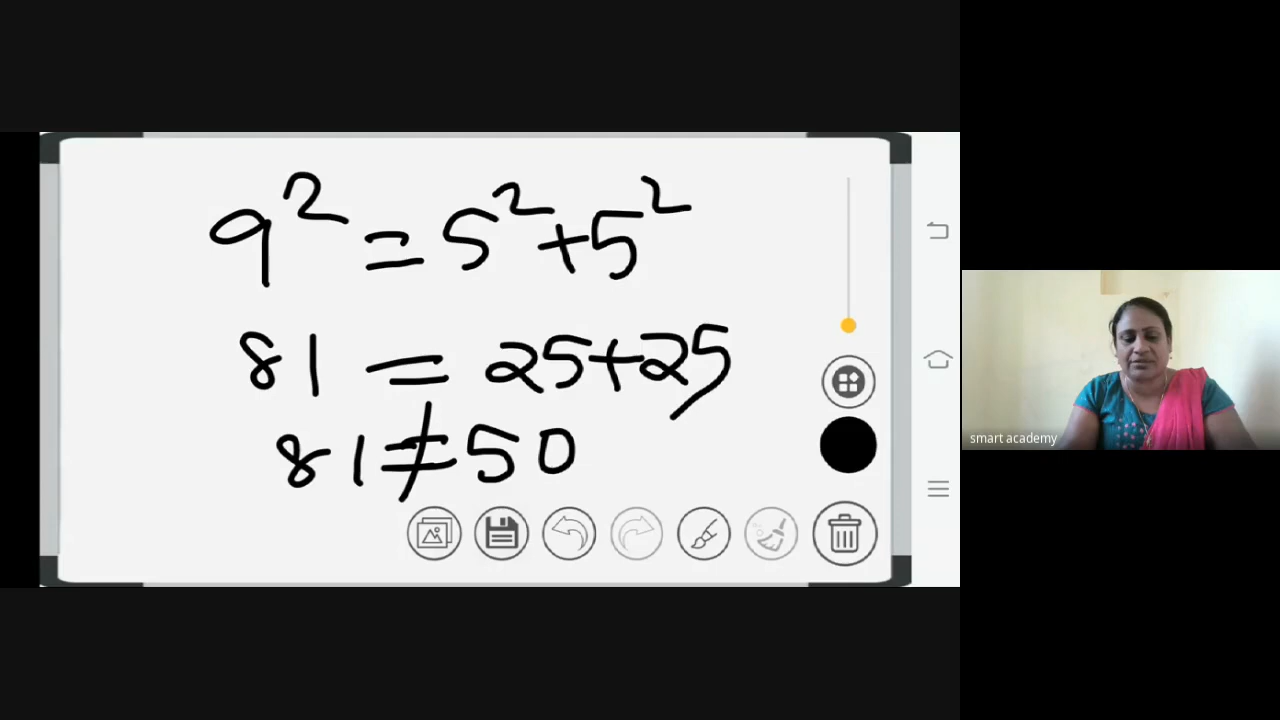 9² = 5² + 5²
81 = 25 + 25
81 ≠ 50
smart academy